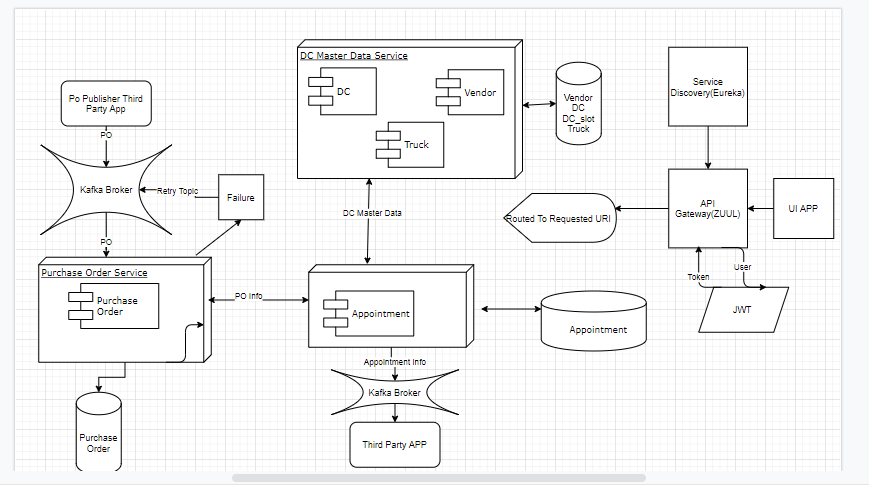 DC Master Data Service
DC
Vendor
Truck
Vendor
DC
DC_slot
Truck
Service
Discovery(Eureka)
Po Publisher Third
Party App
PO
Kafka Broker
Retry Topic
Failure
PO
DC Master Data
Routed To Requested URI
API
Gateway(ZUUL)
UI APP
Token
User
JWT
Purchase Order Service
Purchase
Order
PO Info
Appointment
Appointment
Appointment Info
Kafka Broker
Third Party APP
Purchase
Order